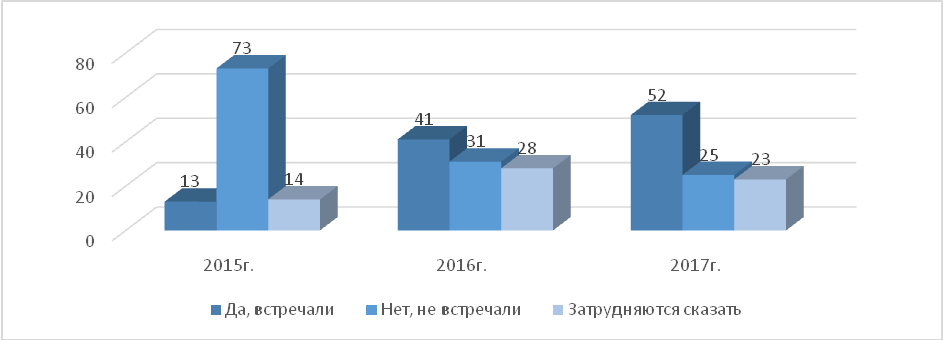 73
80
52
60
41
31
28
25
23
40
13
14
20
0
2015г.
2016г.
2017г.
Да, встречали
Нет, не встречали
Затрудняются сказать